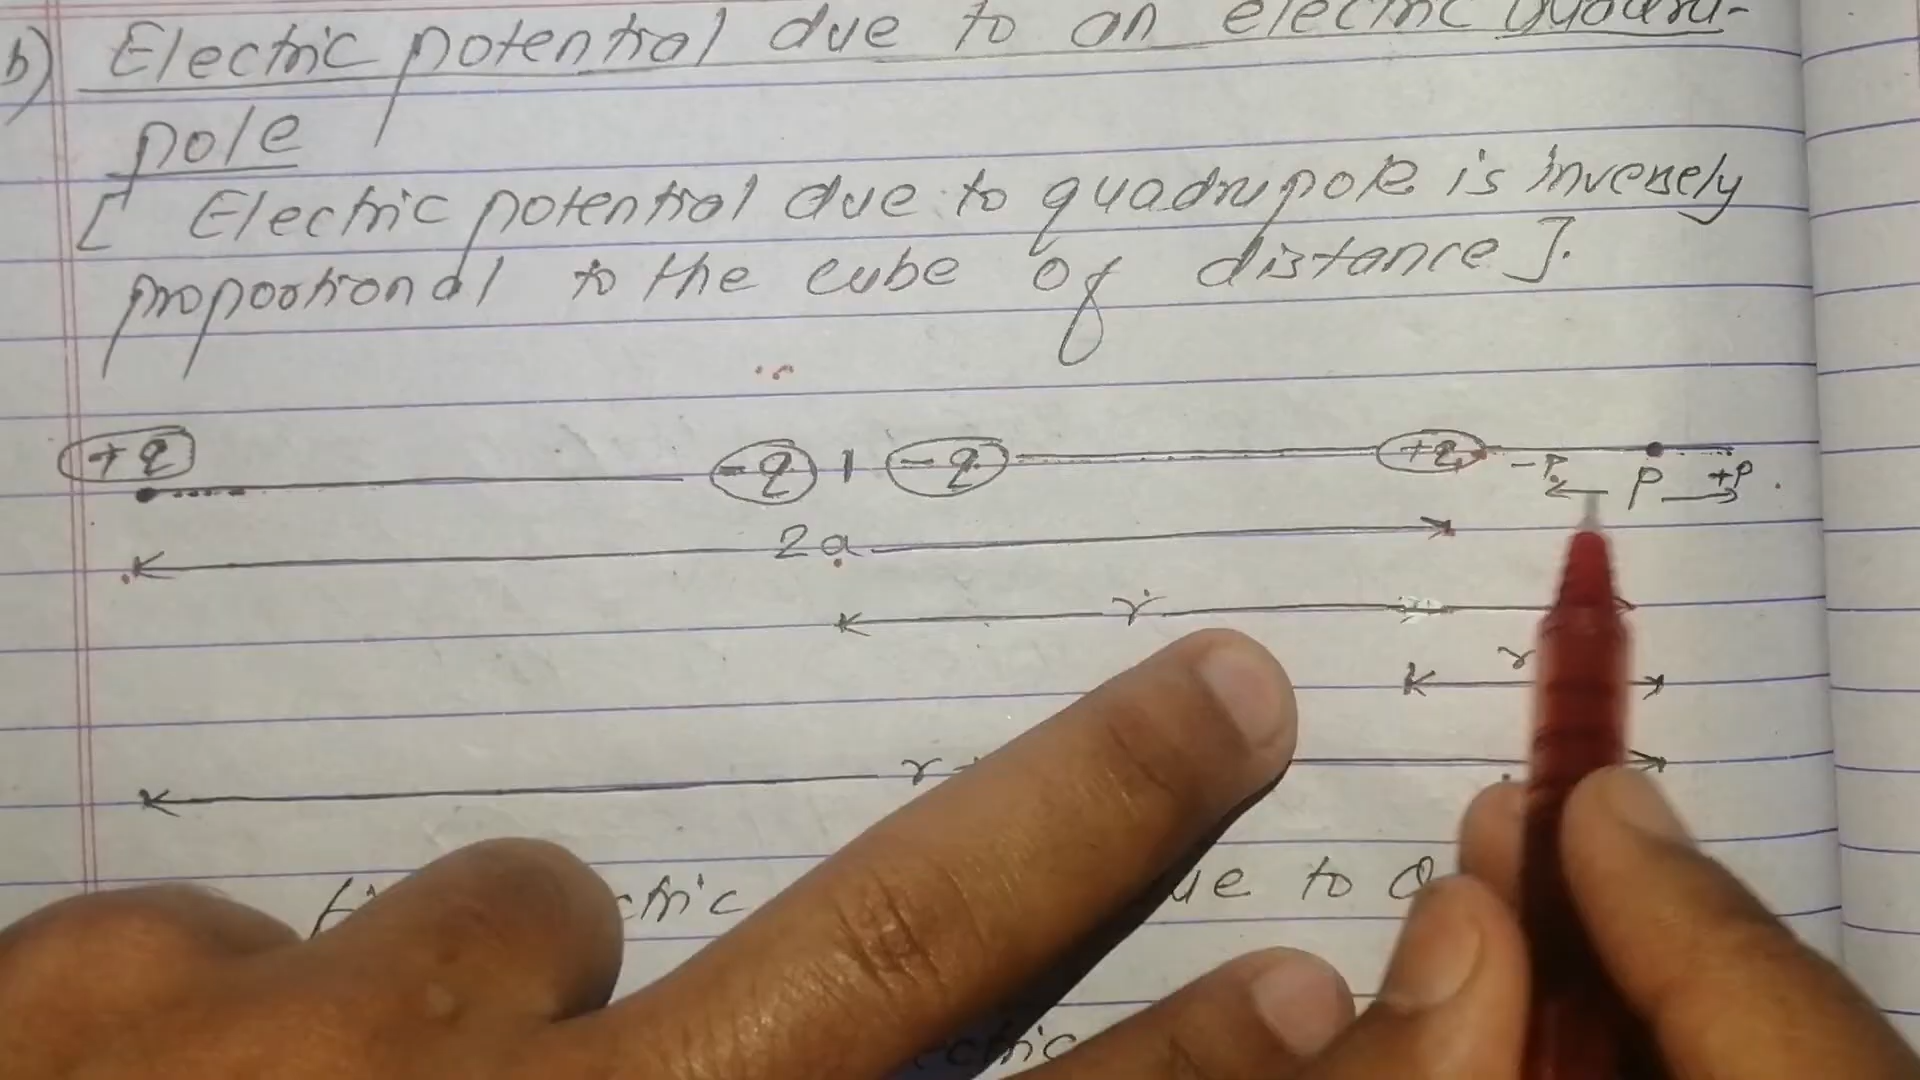 b) Electric potential due to an electric quadru-
pole
[ Electric potential due to quadrupole is inversely
proportional to the cube of distance ].
+q -q -q +q
-P P +P
2a
r
r
r
ue to